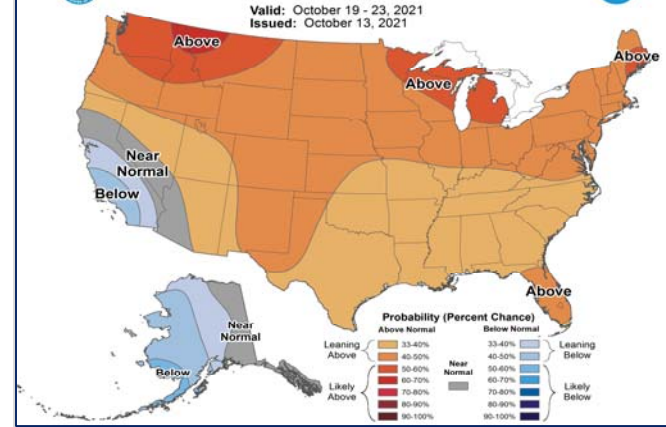 Valid: October 19 - 23, 2021
Issued: October 13, 2021
Above
Above
Above
Near
Normal
Below
Above
Near
Normal
Below
Probability (Percent Chance)
Above Normal
Below Normal
Leaning
Above
33-40%
40-50%
50-60%
60-70%
70-80%
80-90%
90-100%
Likely
Above
Near
Normal
33-40%
40-50%
50-60%
60-70%
70-80%
80-90%
90-100%
Leaning
Below
Likely
Below